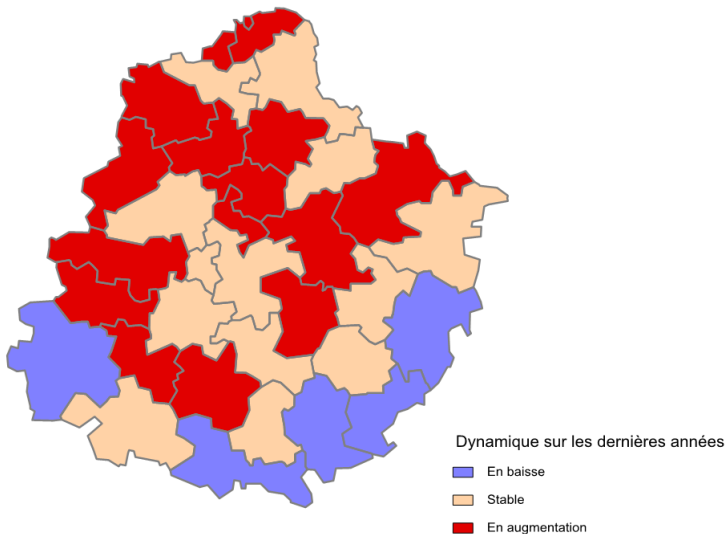 Dynamique sur les dernières années
En baisse
Stable
En augmentation